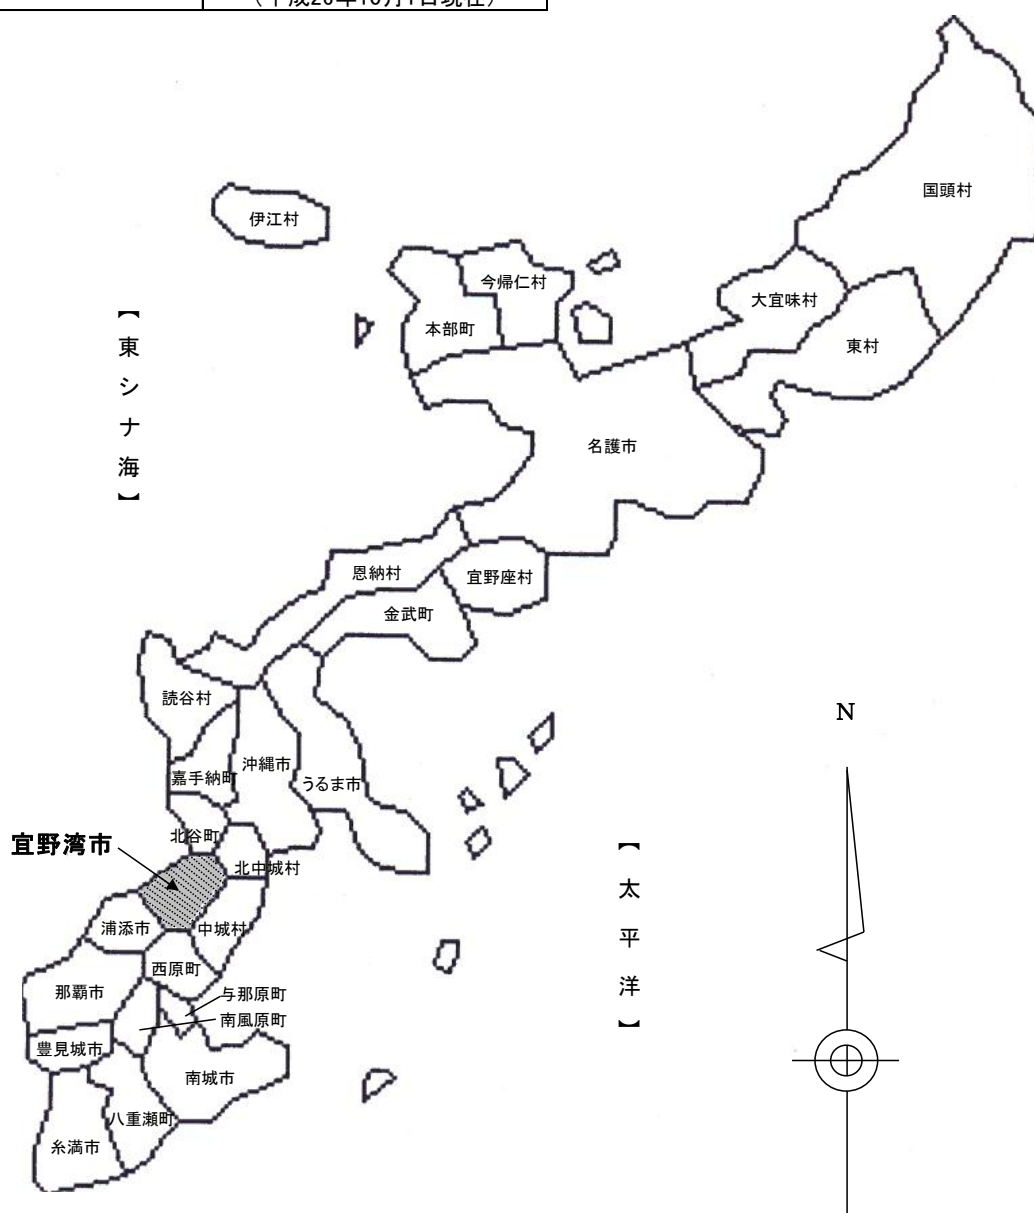 （平成26年10月1日現在）
国頭村
伊江村
今帰仁村
大宜味村
本部町
東村
【東シナ海】
名護市
恩納村
宜野座村
金武町
読谷村
N
沖縄市
嘉手納町
うるま市
北谷町
宜野湾市
北中城村
【太平洋】
浦添市
中城村
西原町
那覇市
与那原町
南風原町
豊見城市
南城市
八重瀬町
糸満市